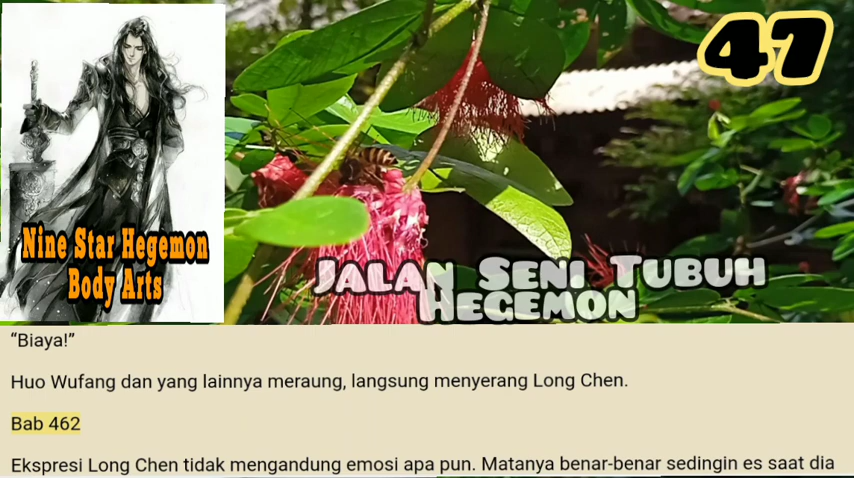 47
Nine Star Hegemon
Body Arts
Jalan Seni Tubuh
Hegemon
“Biaya!”
Huo Wufang dan yang lainnya meraung, langsung menyerang Long Chen.
Bab 462
Ekspresi Long Chen tidak mengandung emosi apa pun. Matanya benar-benar sedingin es saat dia